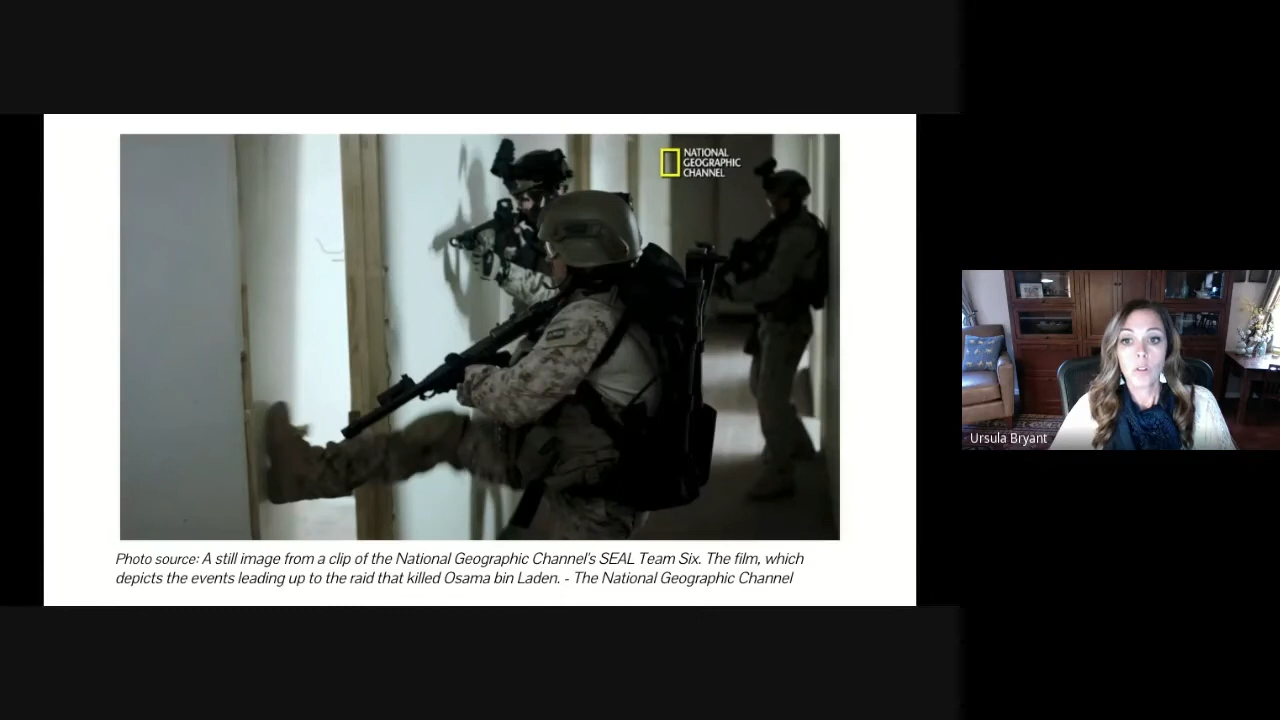 NATIONAL
GEOGRAPHIC
CHANNEL
Photo source: A still image from a clip of the National Geographic Channel's SEAL Team Six. The film, which
depicts the events leading up to the raid that killed Osama bin Laden. - The National Geographic Channel
Ursula Bryant